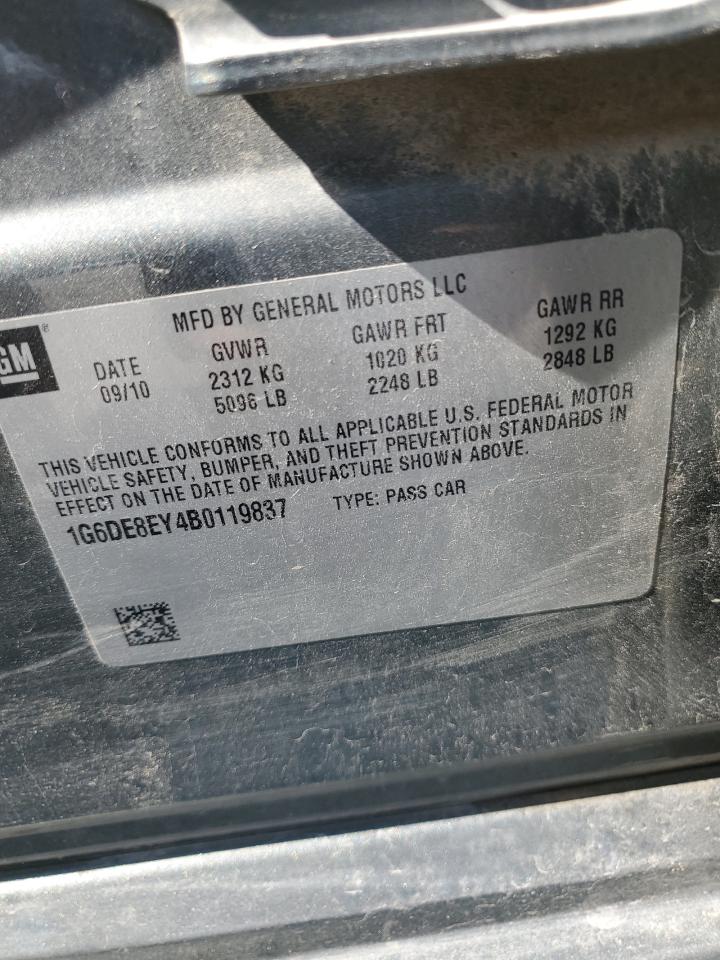 MFD BY GENERAL MOTORS LLC
GM ®
DATE GVWR GAWR FRT GAWR RR
09/10 2312 KG 1020 KG 1292 KG
5096 LB 2248 LB 2848 LB
THIS VEHICLE CONFORMS TO ALL APPLICABLE U.S. FEDERAL MOTOR
VEHICLE SAFETY, BUMPER, AND THEFT PREVENTION STANDARDS IN
EFFECT ON THE DATE OF MANUFACTURE SHOWN ABOVE.
1G6DE8EY4B0119837 TYPE: PASS CAR